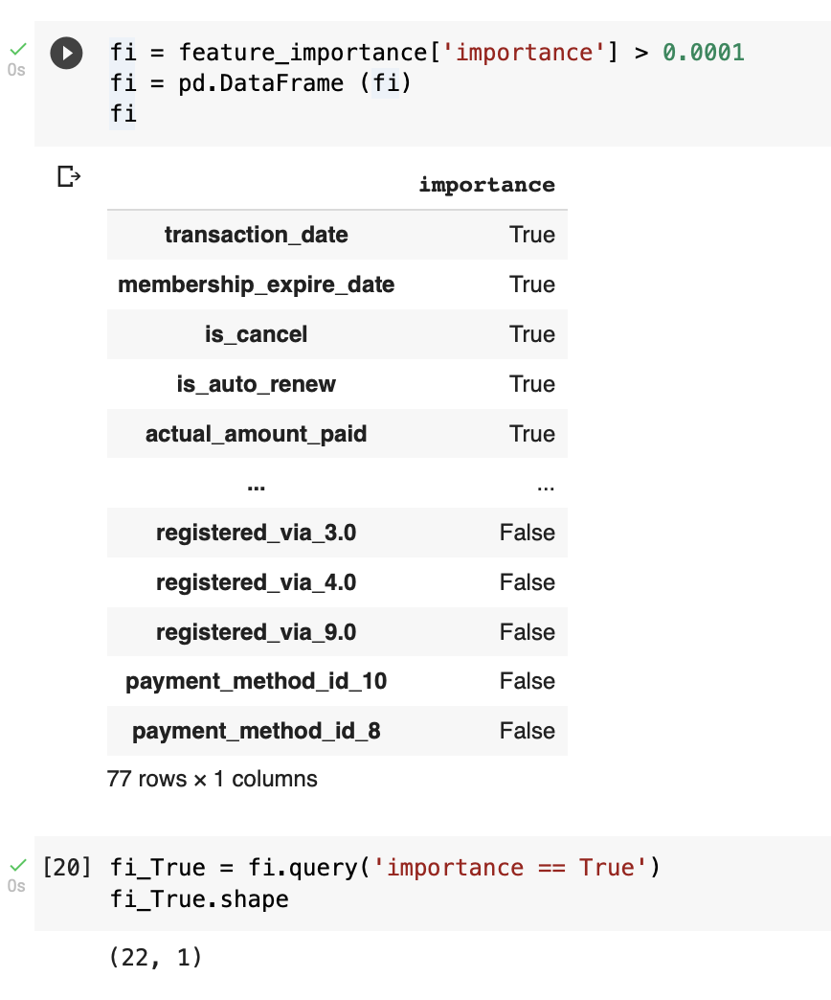 0s
fi = feature_importance['importance'] > 0.0001
fi = pd.DataFrame (fi)
fi
importance
transaction_date True
membership_expire_date True
is_cancel True
is_auto_renew True
actual_amount_paid True
... ...
registered_via_3.0 False
registered_via_4.0 False
registered_via_9.0 False
payment_method_id_10 False
payment_method_id_8 False
77 rows × 1 columns
0s
[20] fi_True = fi.query('importance == True')
fi_True.shape
(22, 1)